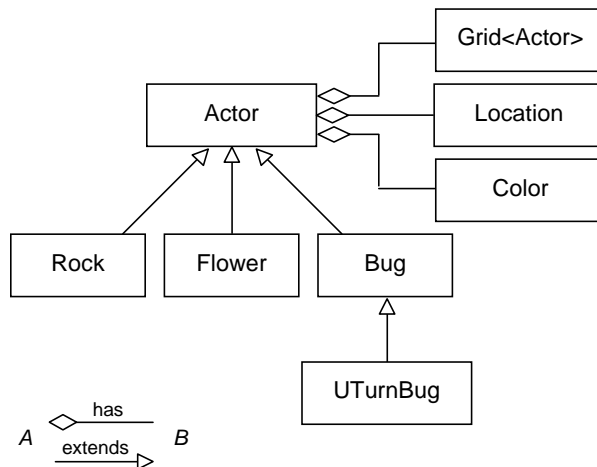 Grid<Actor>
Actor
Location
Color
Rock
Flower
Bug
UTurnBug
has
A
B
extends